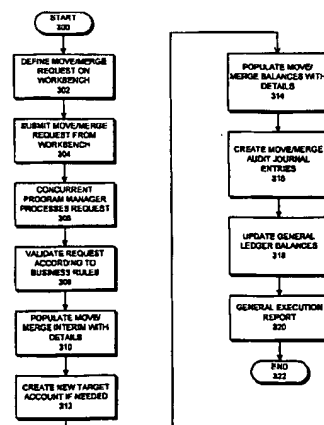 START
300
DEFINE MOVE/MERGE
REQUEST ON
WORKBENCH
302
SUBMIT MOVE/MERGE
REQUEST FROM
WORKBENCH
304
CONCURRENT
PROGRAM MANAGER
PROCESSES REQUEST
306
VALIDATE REQUEST
ACCORDING TO
BUSINESS RULES
308
POPULATE MOVE/
MERGE INTERIM WITH
DETAILS
310
CREATE NEW TARGET
ACCOUNT IF NEEDED
312
POPULATE MOVE/
MERGE BALANCES WITH
DETAILS
314
CREATE MOVE/MERGE
AUDIT JOURNAL
ENTRIES
316
UPDATE GENERAL
LEDGER BALANCES
318
GENERAL EXECUTION
REPORT
320
END
322